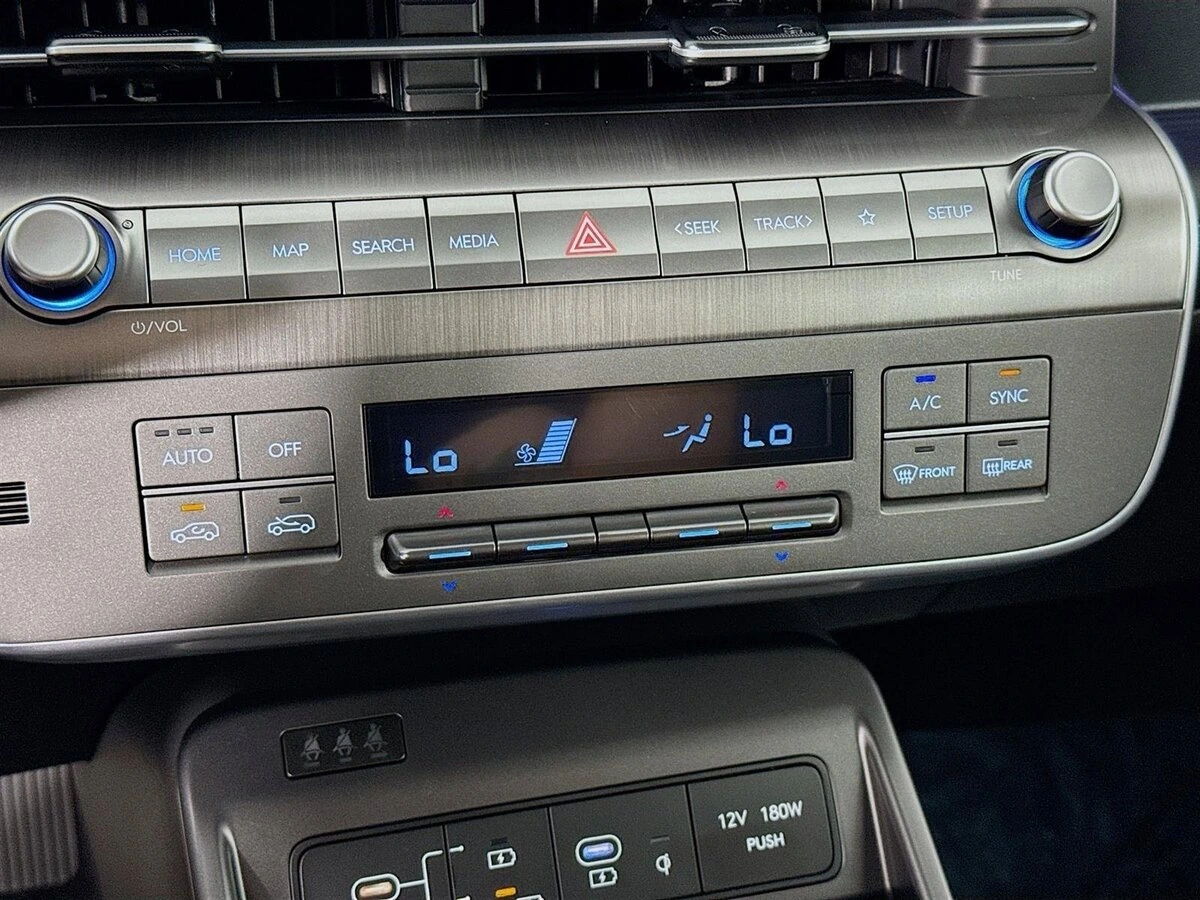 HOME
MAP
SEARCH
MEDIA
<SEEK
TRACK>
SETUP
/VOL
TUNE
AUTO
OFF
Lo
Lo
A/C
SYNC
FRONT
REAR
12V 180W
PUSH